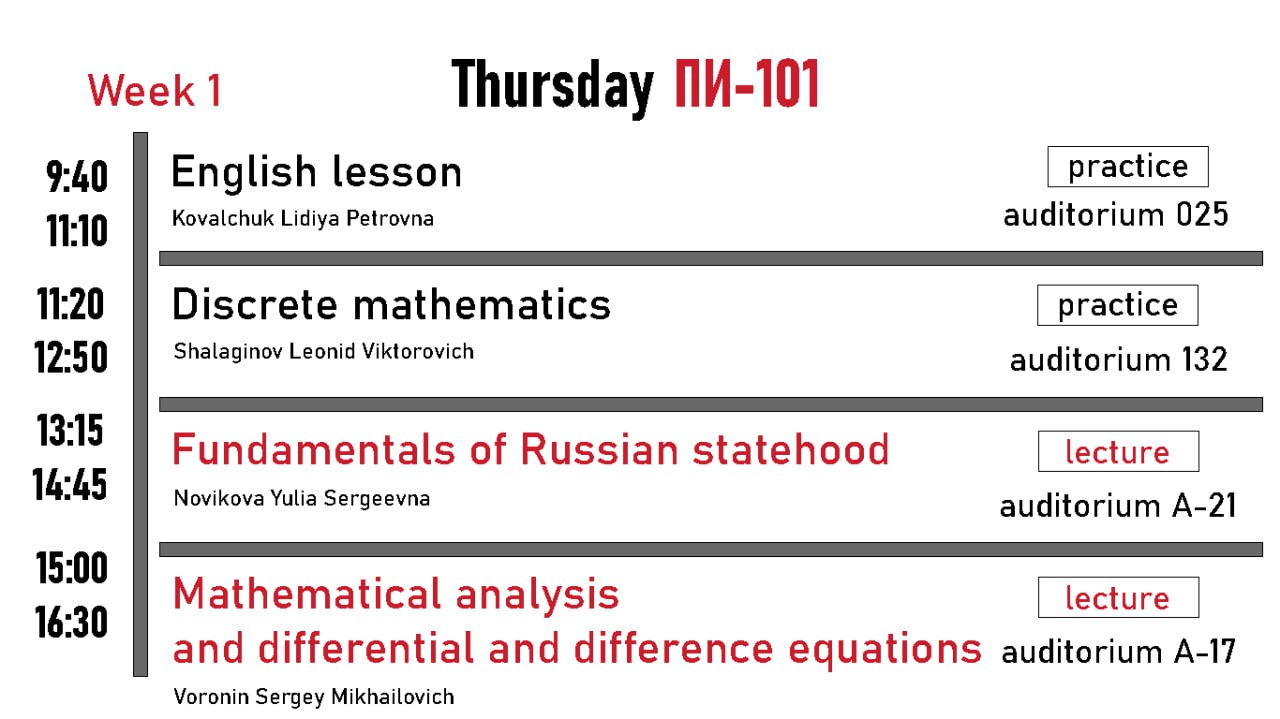 Week 1
Thursday ПИ-101
9:40
11:10
English lesson
Kovalchuk Lidiya Petrovna
practice
auditorium 025
11:20
12:50
Discrete mathematics
Shalaginov Leonid Viktorovich
practice
auditorium 132
13:15
14:45
Fundamentals of Russian statehood
Novikova Yulia Sergeevna
lecture
auditorium A-21
15:00
16:30
Mathematical analysis
and differential and difference equations
Voronin Sergey Mikhailovich
lecture
auditorium A-17